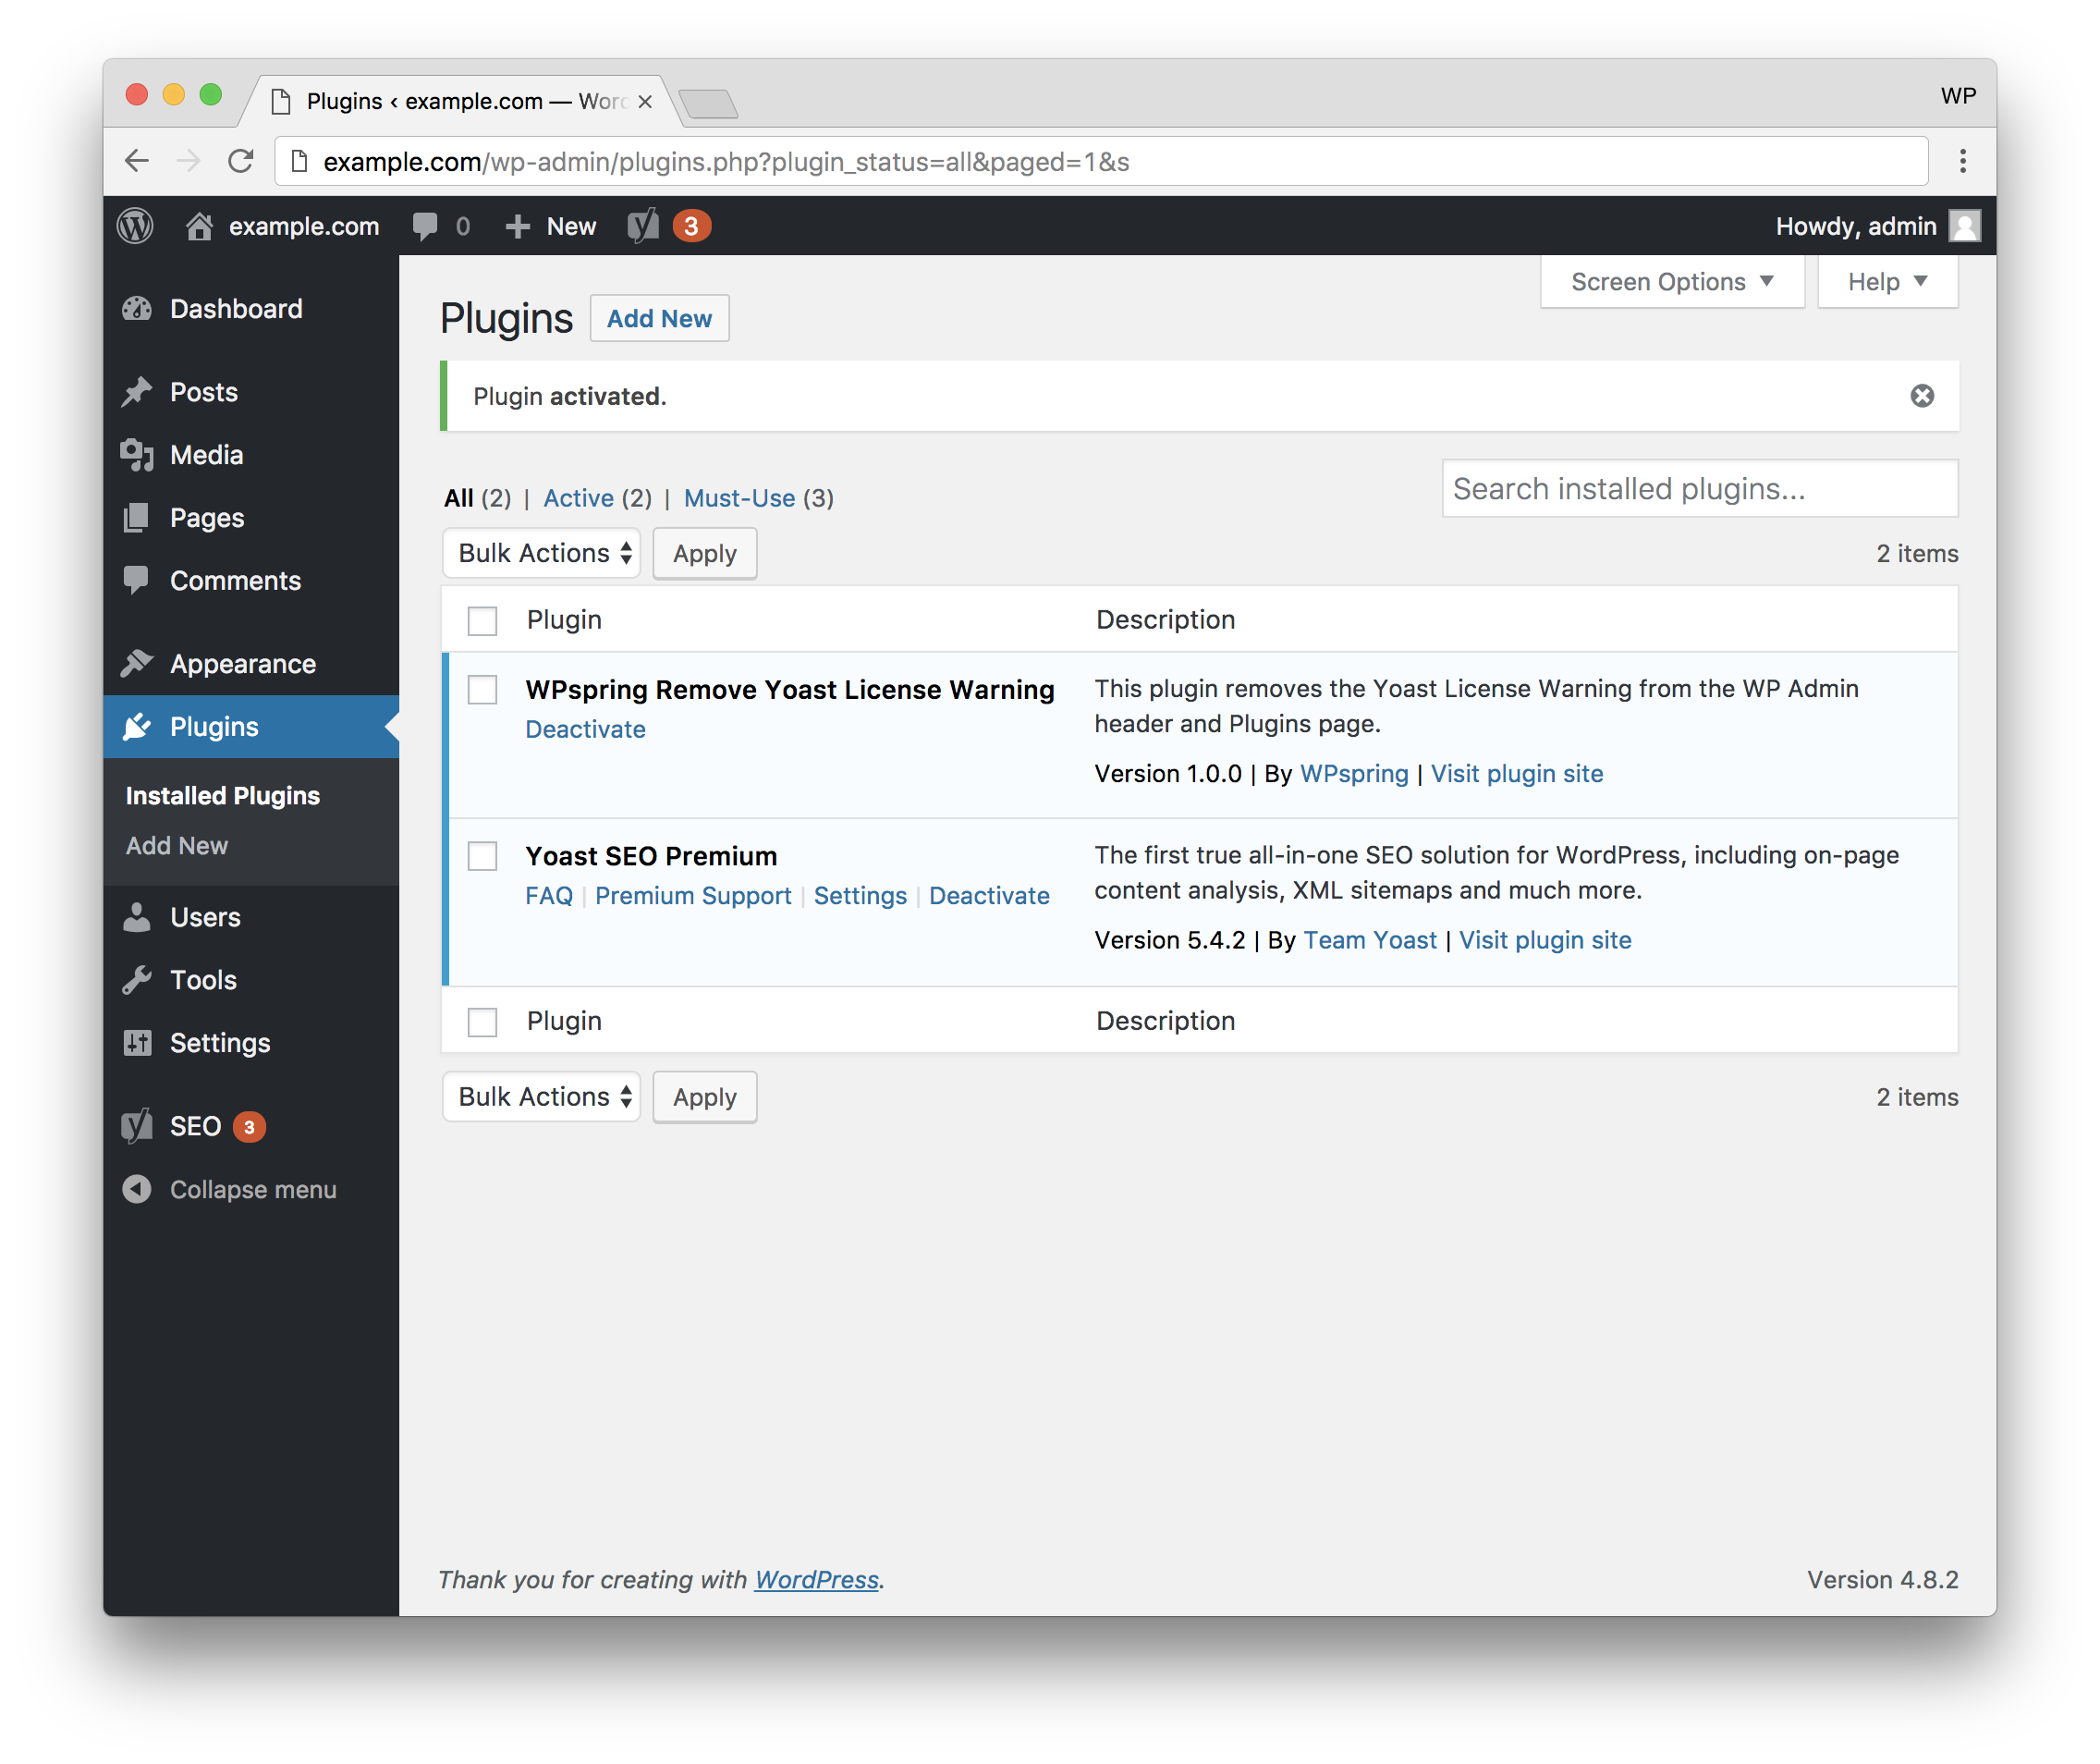 Plugins ‹ example.com — Word
WP
example.com/wp-admin/plugins.php?plugin_status=all&paged=1&s
example.com 0 New 3 Howdy, admin
Screen Options Help
Dashboard
Posts
Media
Pages
Comments
Appearance
Plugins
Installed Plugins
Add New
Users
Tools
Settings
SEO 3
Collapse menu
Plugins Add New
Plugin activated.
All (2) | Active (2) | Must-Use (3)
Search installed plugins...
Bulk Actions Apply 2 items
Plugin Description
WPspring Remove Yoast License Warning
Deactivate
This plugin removes the Yoast License Warning from the WP Admin
header and Plugins page.
Version 1.0.0 | By WPspring | Visit plugin site
Yoast SEO Premium
FAQ | Premium Support | Settings | Deactivate
The first true all-in-one SEO solution for WordPress, including on-page
content analysis, XML sitemaps and much more.
Version 5.4.2 | By Team Yoast | Visit plugin site
Plugin Description
Bulk Actions Apply 2 items
Thank you for creating with WordPress. Version 4.8.2